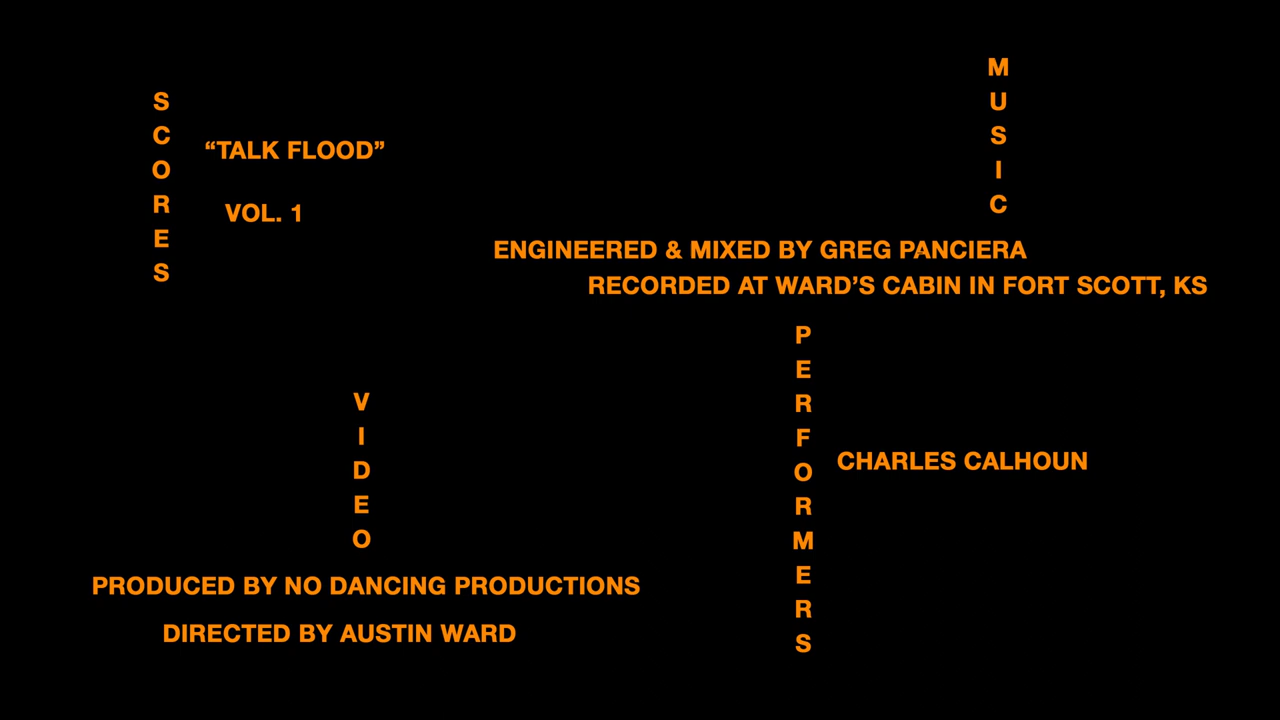 SCORES
“TALK FLOOD”
VOL. 1
MUSIC
ENGINEERED & MIXED BY GREG PANCIERA
RECORDED AT WARD’S CABIN IN FORT SCOTT, KS
VIDEO
PRODUCED BY NO DANCING PRODUCTIONS
DIRECTED BY AUSTIN WARD
PERFORMERS
CHARLES CALHOUN